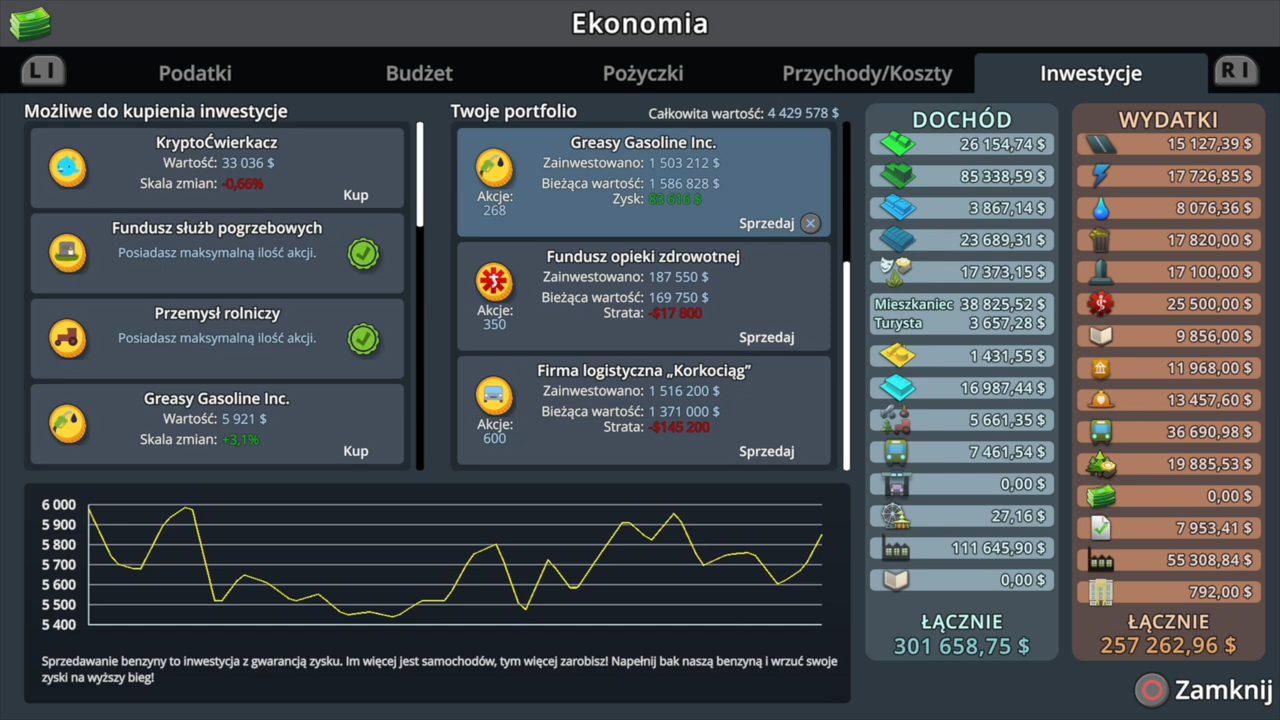 Ekonomia
L1
Podatki
Budżet
Pożyczki
Przychody/Koszty
Inwestycje
R1
Możliwe do kupienia inwestycje
KryptoĆwierkacz
Wartość: 33 036 $
Skala zmian: -0,66%
Kup
Fundusz służb pogrzebowych
Posiadasz maksymalną ilość akcji.
Przemysł rolniczy
Posiadasz maksymalną ilość akcji.
Greasy Gasoline Inc.
Wartość: 5 921 $
Skala zmian: +3,1%
Kup
Twoje portfolio
Całkowita wartość: 4 429 578 $
Greasy Gasoline Inc.
Zainwestowano: 1 503 212 $
Bieżąca wartość: 1 586 828 $
Zysk: 83 616 $
Akcje:
268
Sprzedaj
Fundusz opieki zdrowotnej
Zainwestowano: 187 550 $
Bieżąca wartość: 169 750 $
Strata: -$17 800
Akcje:
350
Sprzedaj
Firma logistyczna „Korkociąg”
Zainwestowano: 1 516 200 $
Bieżąca wartość: 1 371 000 $
Strata: -$145 200
Akcje:
600
Sprzedaj
6 000
5 900
5 800
5 700
5 600
5 500
5 400
Sprzedawanie benzyny to inwestycja z gwarancją zysku. Im więcej jest samochodów, tym więcej zarobisz! Napełnij bak naszą benzyną i wrzuć swoje
zyski na wyższy bieg!
DOCHÓD
26 154,74 $
85 338,59 $
3 867,14 $
23 689,31 $
17 373,15 $
Mieszkaniec 38 825,52 $
Turysta 3 657,28 $
1 431,55 $
16 987,44 $
5 661,35 $
7 461,54 $
0,00 $
27,16 $
111 645,90 $
0,00 $
ŁĄCZNIE
301 658,75 $
WYDATKI
15 127,39 $
17 726,85 $
8 076,36 $
17 820,00 $
17 100,00 $
25 500,00 $
9 856,00 $
11 968,00 $
13 457,60 $
36 690,98 $
19 885,53 $
0,00 $
7 953,41 $
55 308,84 $
792,00 $
ŁĄCZNIE
257 262,96 $
Zamknij